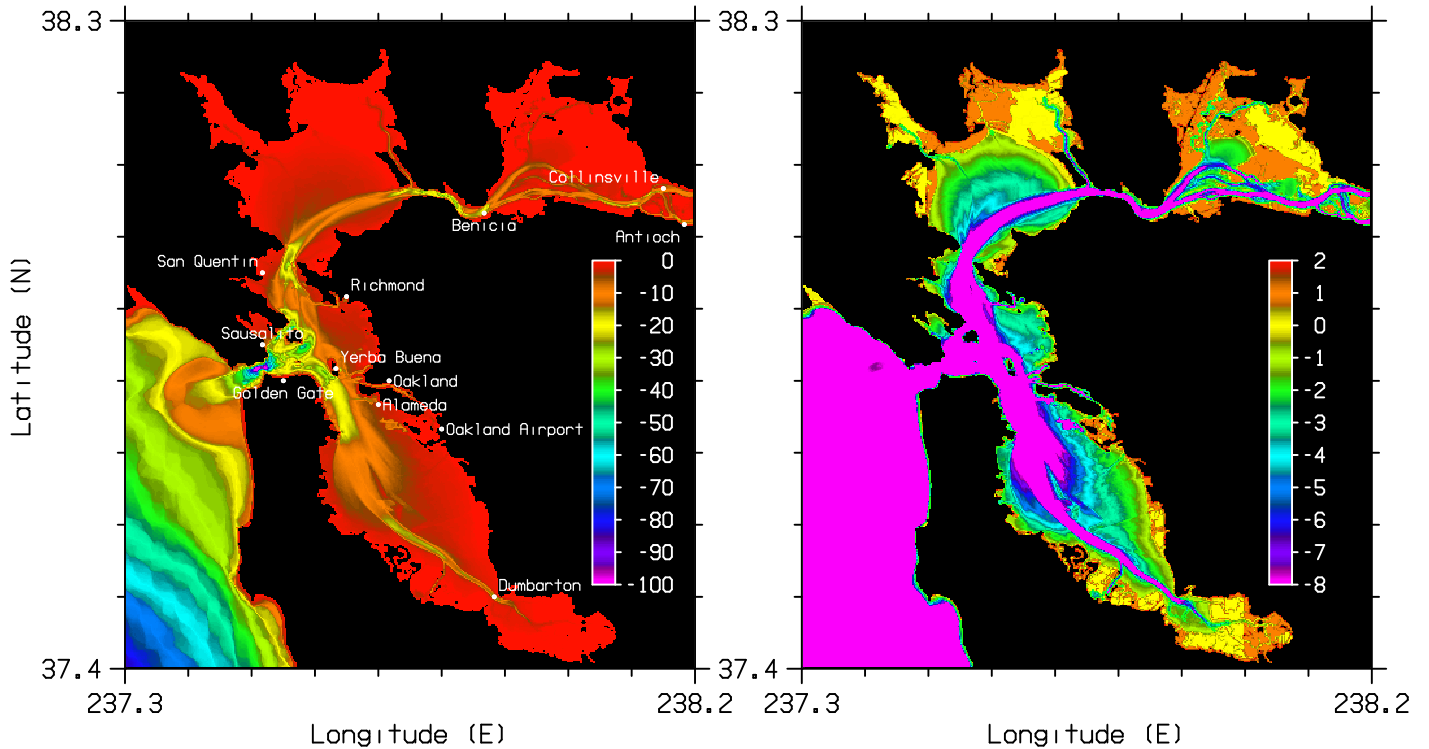 38.3
38.3
Collinsville
Benicia
Antioch
San Quentin
Richmond
Sausalito
Yerba Buena
Golden Gate
Oakland
Alameda
Oakland Airport
Dumbarton
0
-10
-20
-30
-40
-50
-60
-70
-80
-90
-100
2
1
0
-1
-2
-3
-4
-5
-6
-7
-8
Latitude (N)
37.4
37.4
237.3
238.2
237.3
238.2
Longitude (E)
Longitude (E)